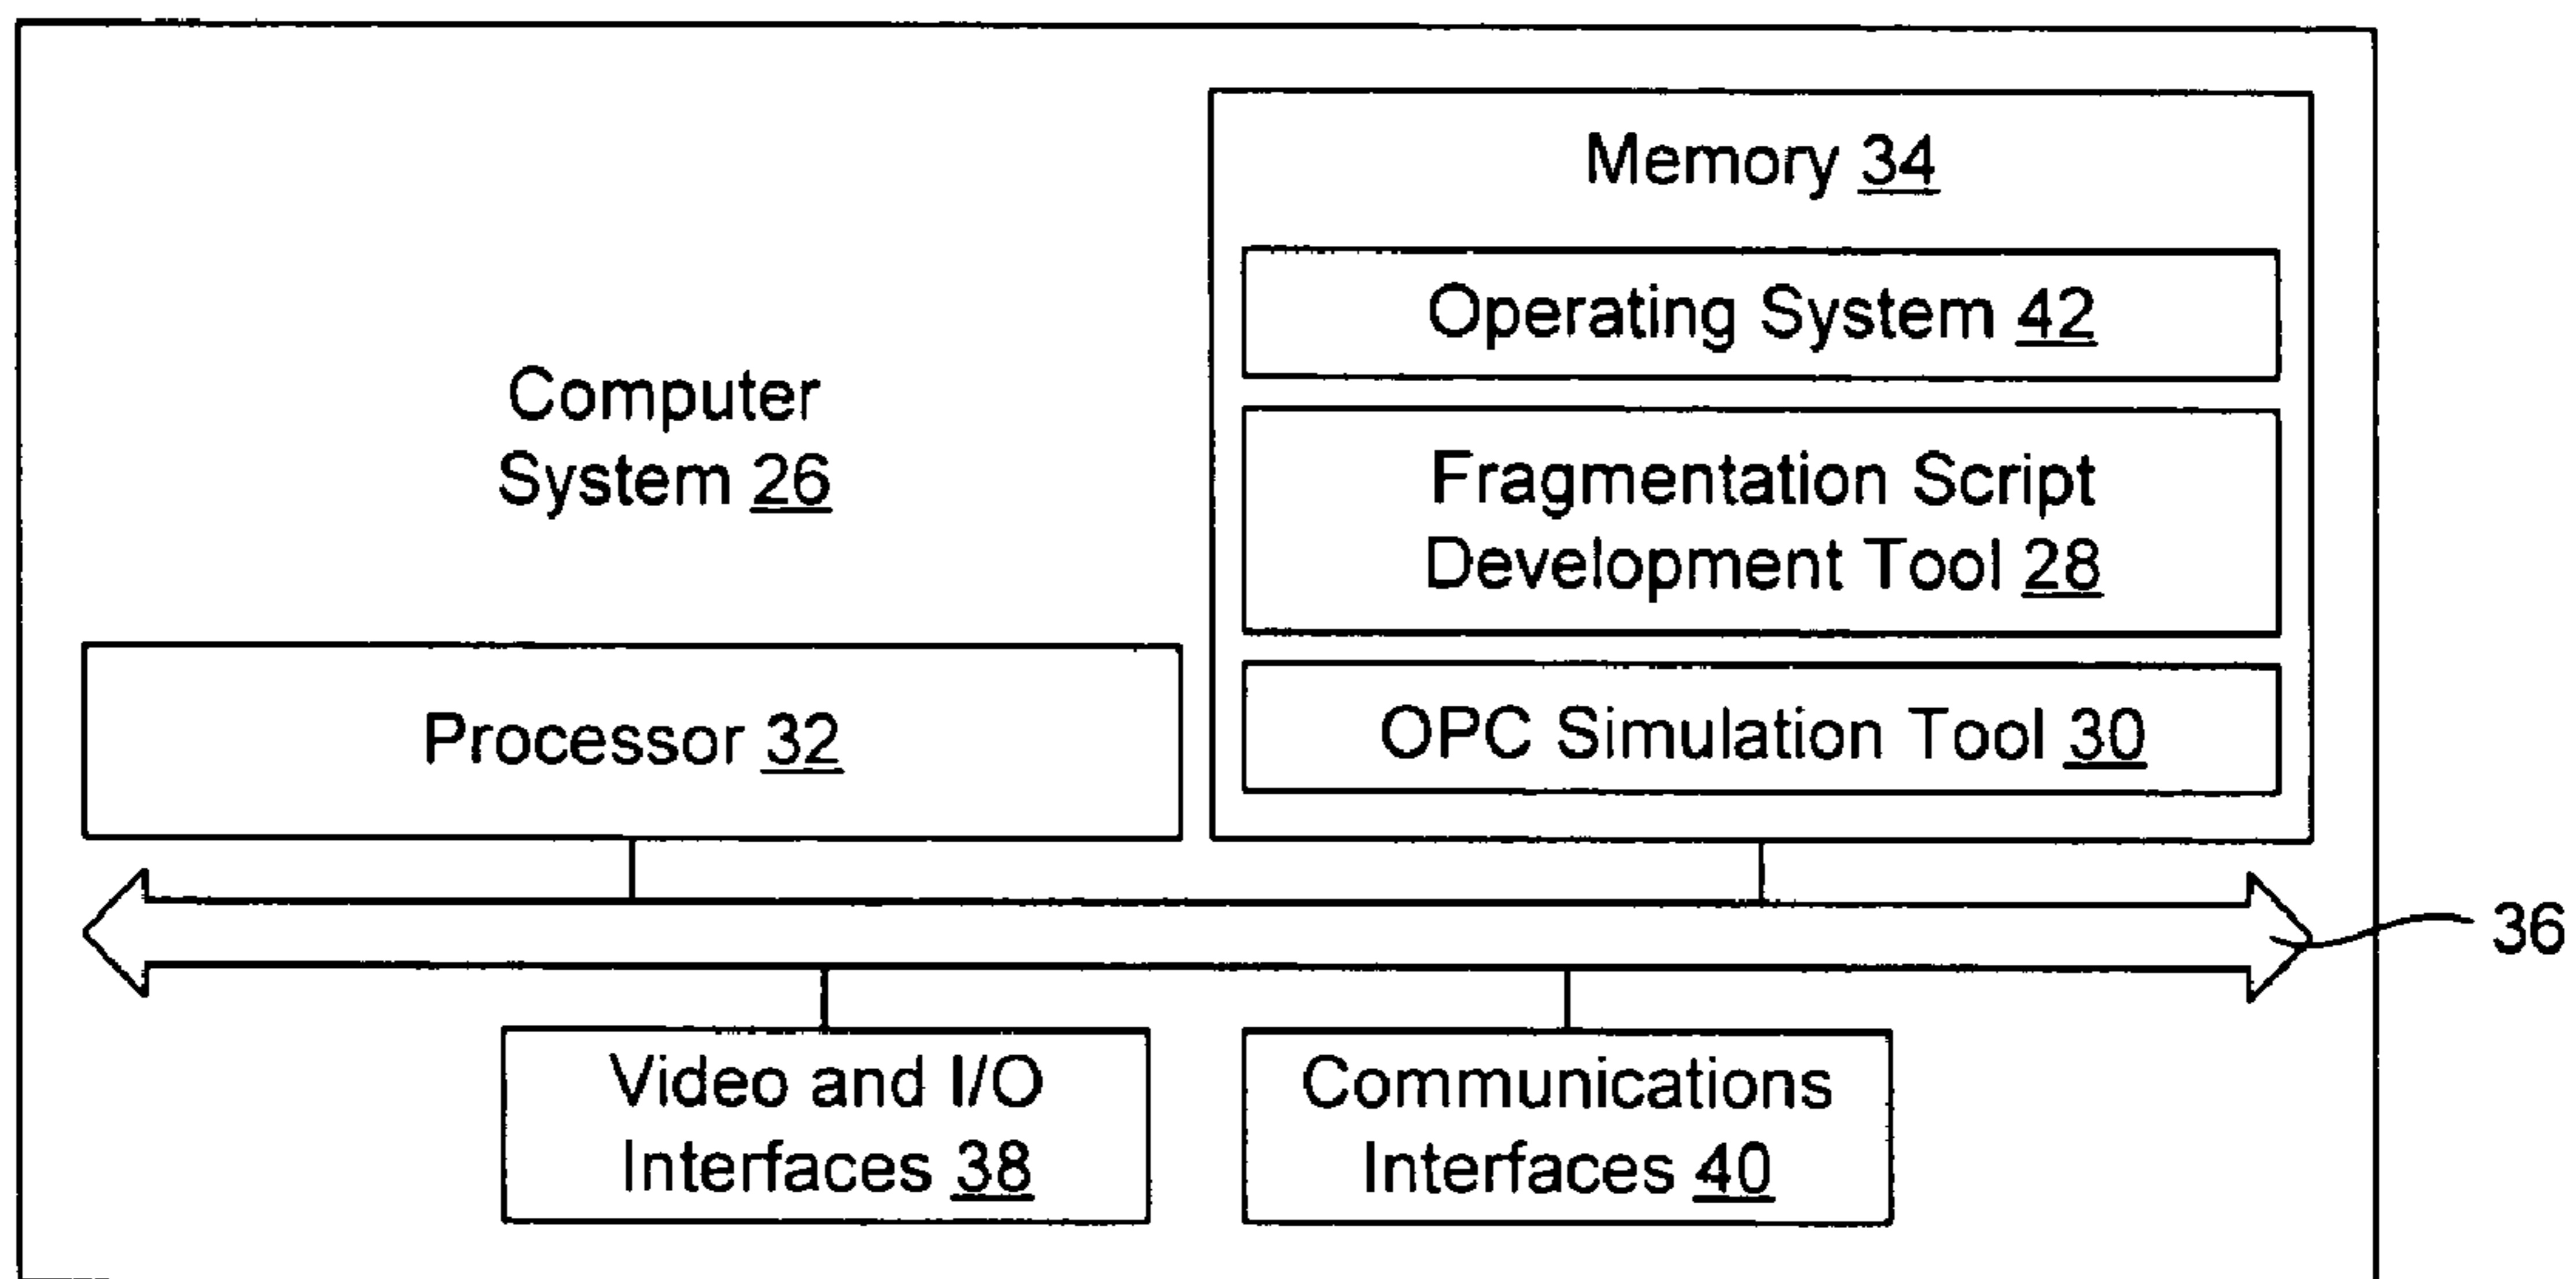 Memory 34
Operating System 42
Computer
System 26
Fragmentation Script
Development Tool 28
Processor 32
OPC Simulation Tool 30
36
Video and I/O
Interfaces 38
Communications
Interfaces 40